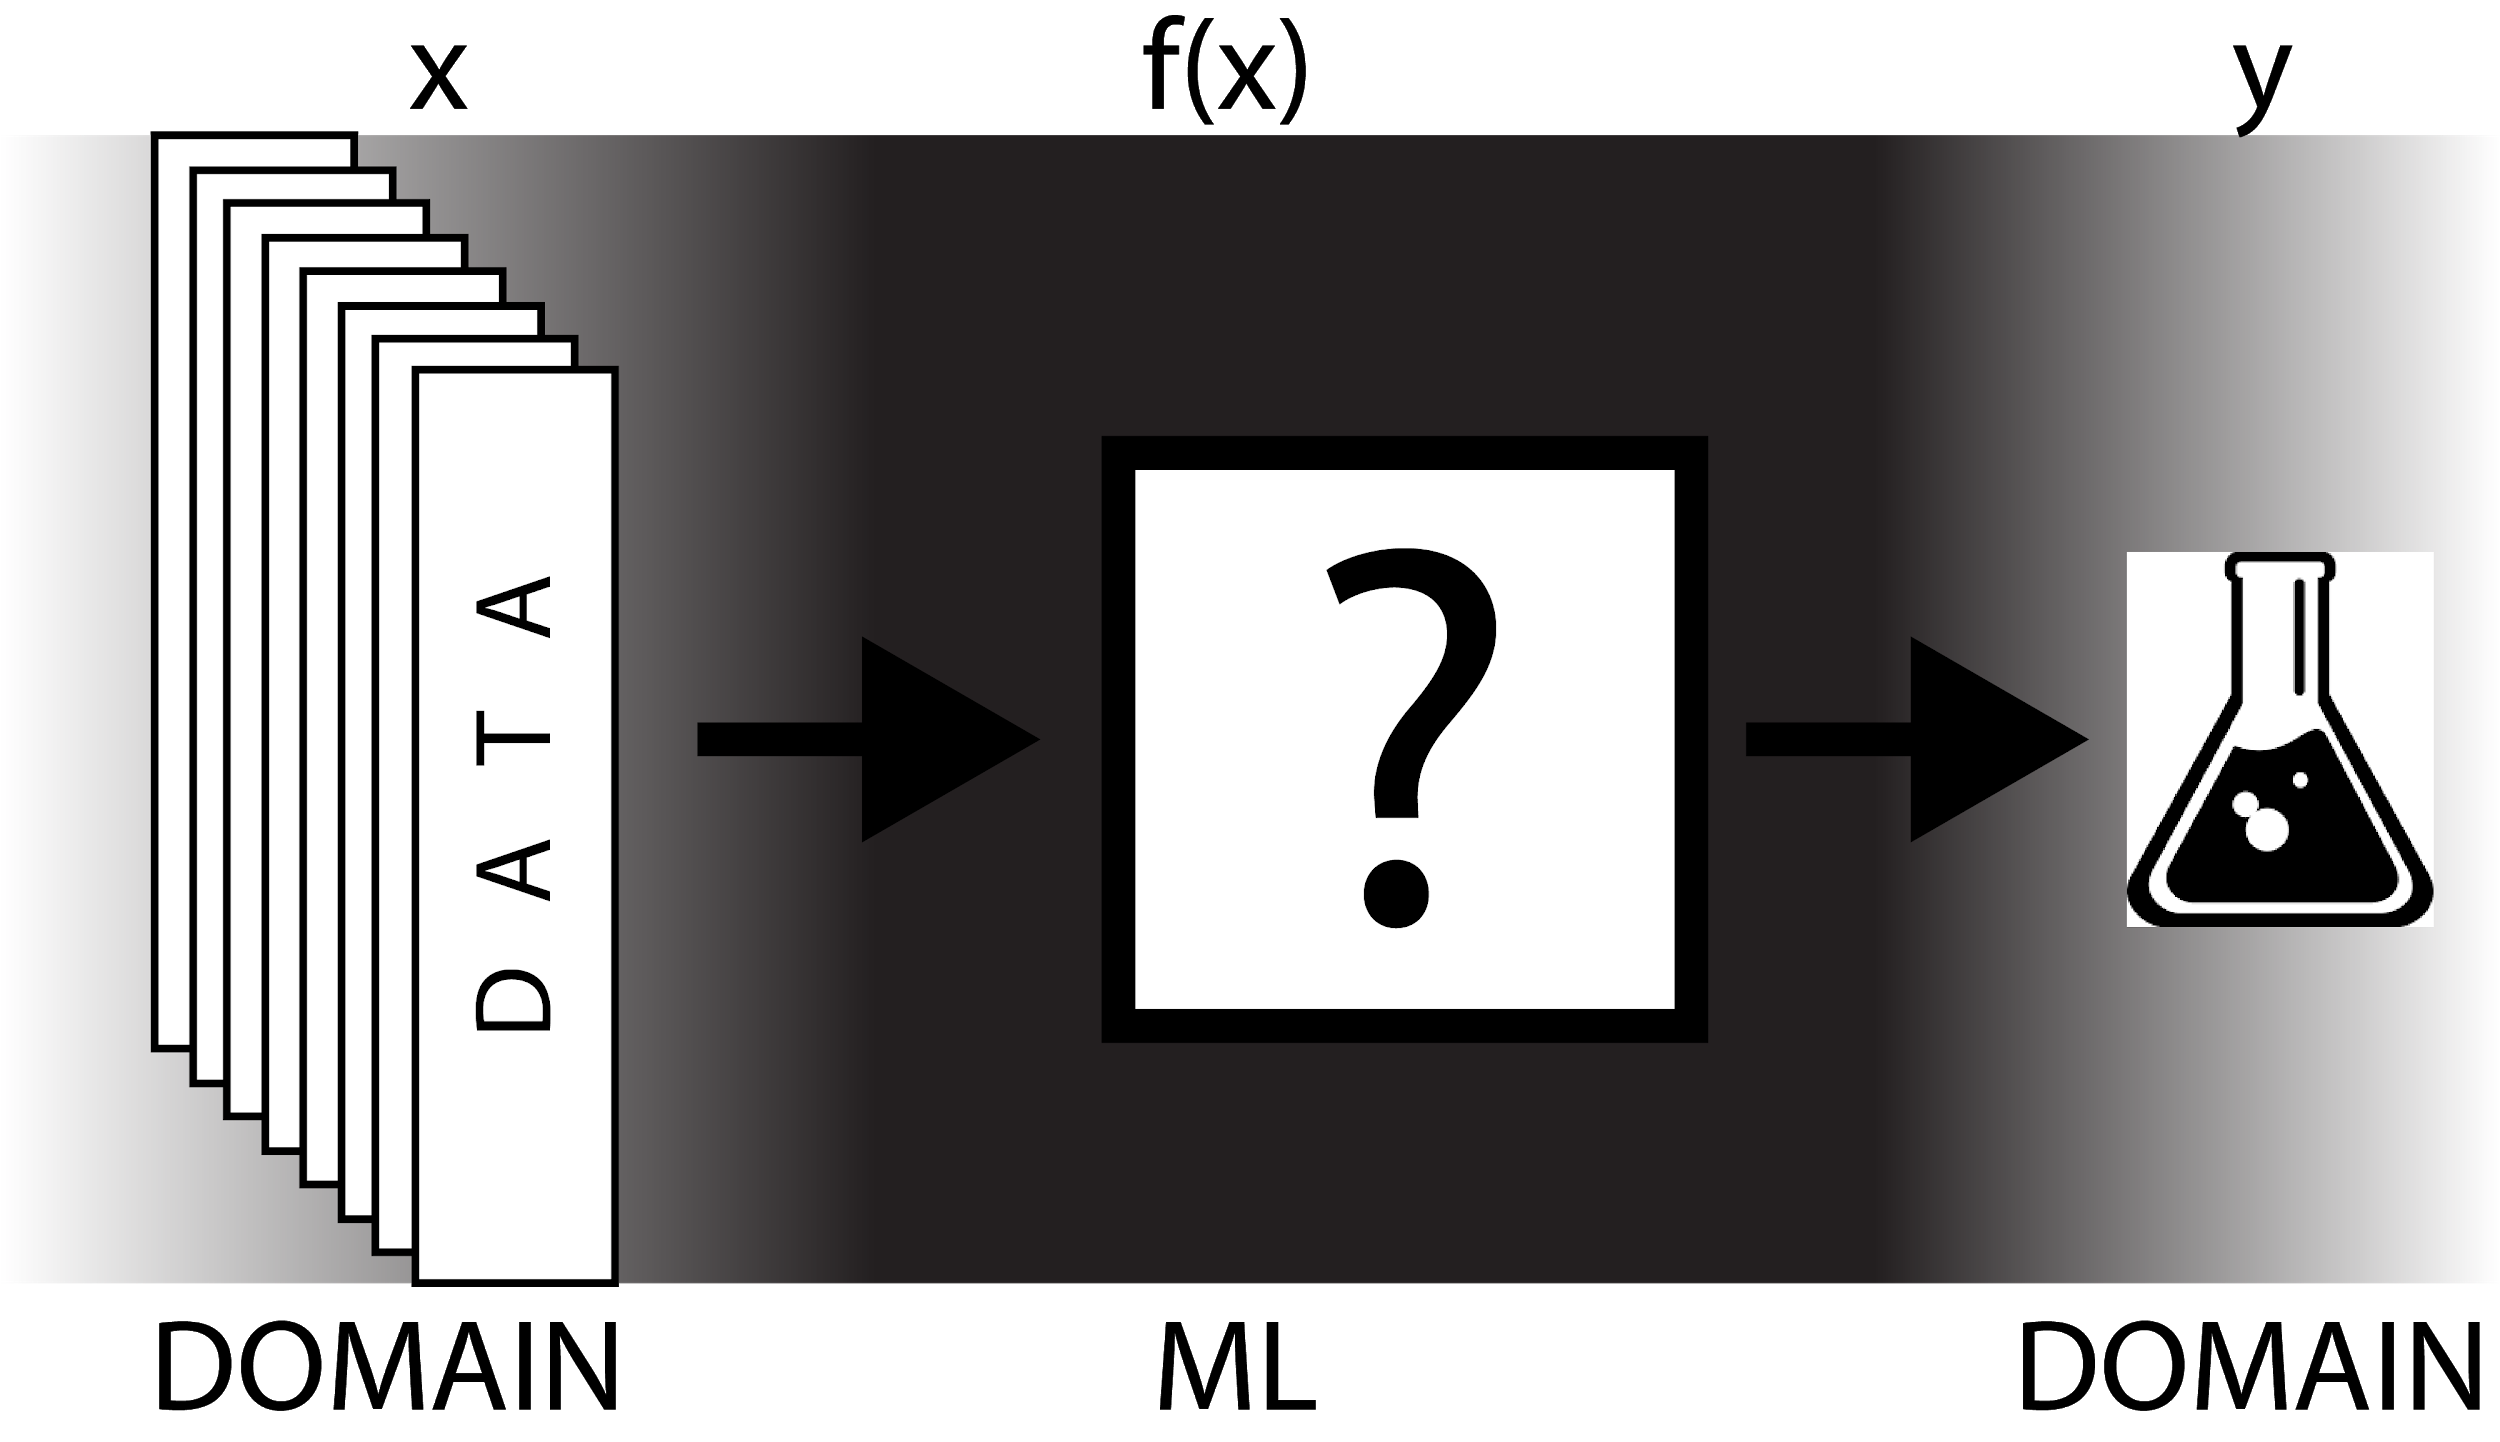 x f(x) y
DATA
?
DOMAIN ML DOMAIN